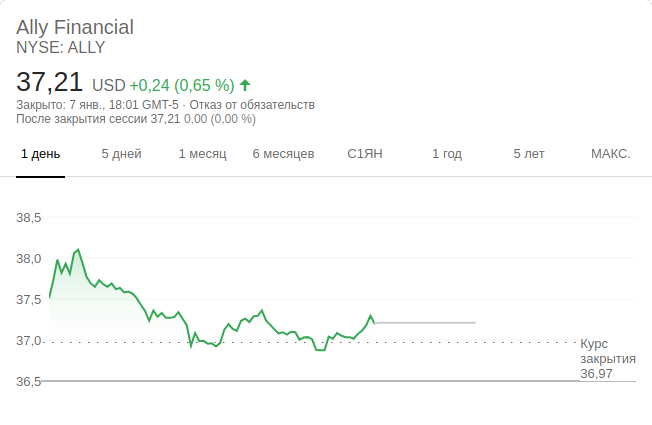 Ally Financial
NYSE: ALLY
37,21 USD +0,24 (0,65 %)
Закрыто: 7 янв., 18:01 GMT-5 · Отказ от обязательств
После закрытия сессии 37,21 0,00 (0,00 %)
1 день 5 дней 1 месяц 6 месяцев С1ЯН 1 год 5 лет МАКС.
38,5
38,0
37,5
37,0
Курс
закрытия
36,97
36,5